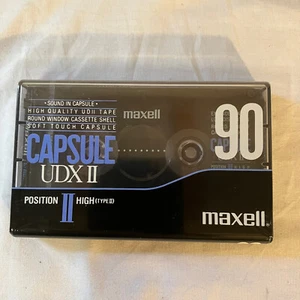 • SOUND IN CAPSULE •
HIGH QUALITY UDII TAPE
ROUND WINDOW CASSETTE SHELL
SOFT TOUCH CAPSULE
maxell
90
CAPSULE
UDX II
POSITION II HIGH (TYPE II)
maxell